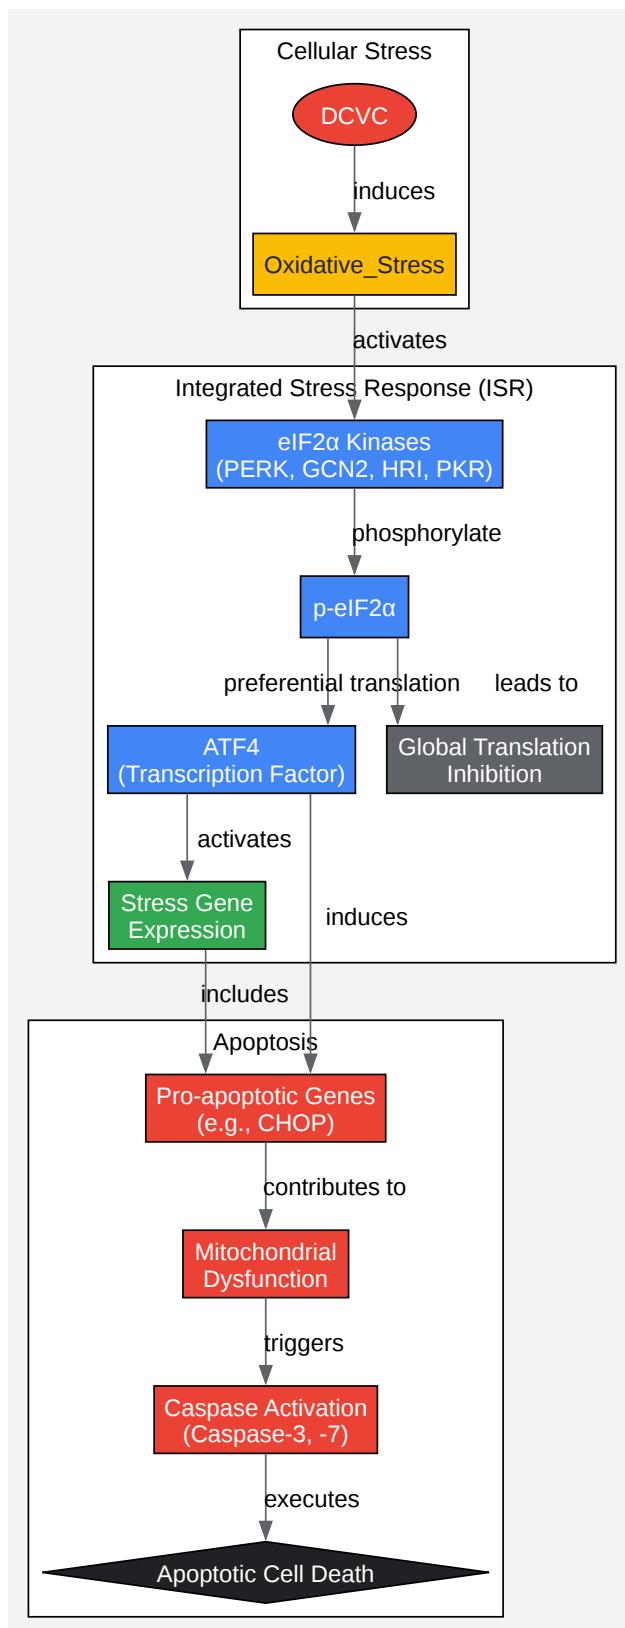 Cellular Stress
DCVC
induces
Oxidative_Stress
activates
Integrated Stress Response (ISR)
eIF2α Kinases
(PERK, GCN2, HRI, PKR)
phosphorylate
p-eIF2α
preferential translation
leads to
ATF4
(Transcription Factor)
Global Translation
Inhibition
activates
Stress Gene
Expression
induces
includes
Apoptosis
Pro-apoptotic Genes
(e.g., CHOP)
contributes to
Mitochondrial
Dysfunction
triggers
Caspase Activation
(Caspase-3, -7)
executes
Apoptotic Cell Death